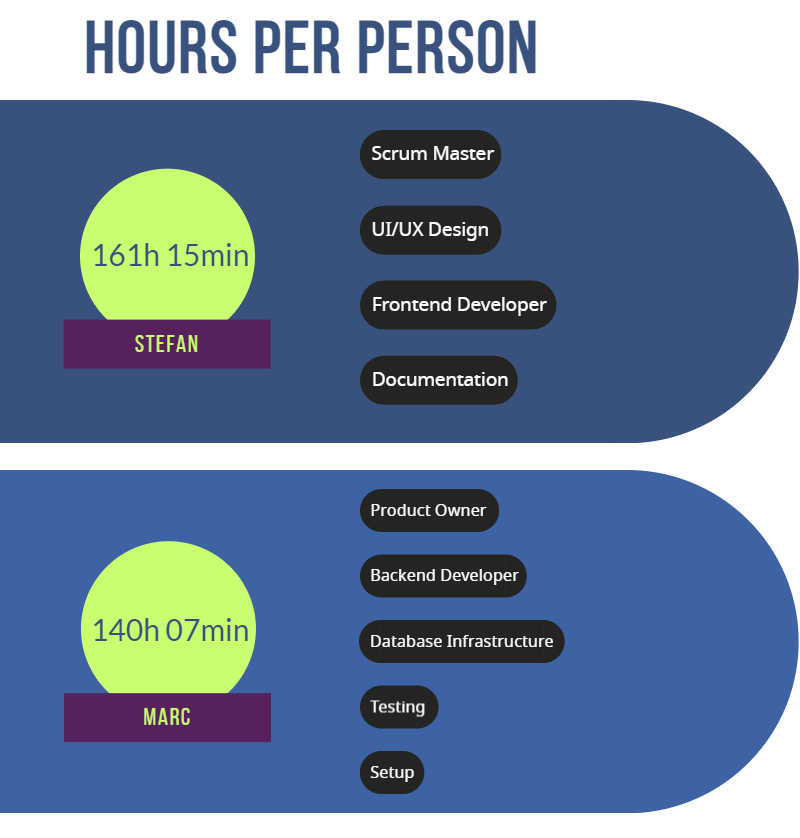 HOURS PER PERSON
161h 15min
STEFAN
Scrum Master
UI/UX Design
Frontend Developer
Documentation
140h 07min
MARC
Product Owner
Backend Developer
Database Infrastructure
Testing
Setup